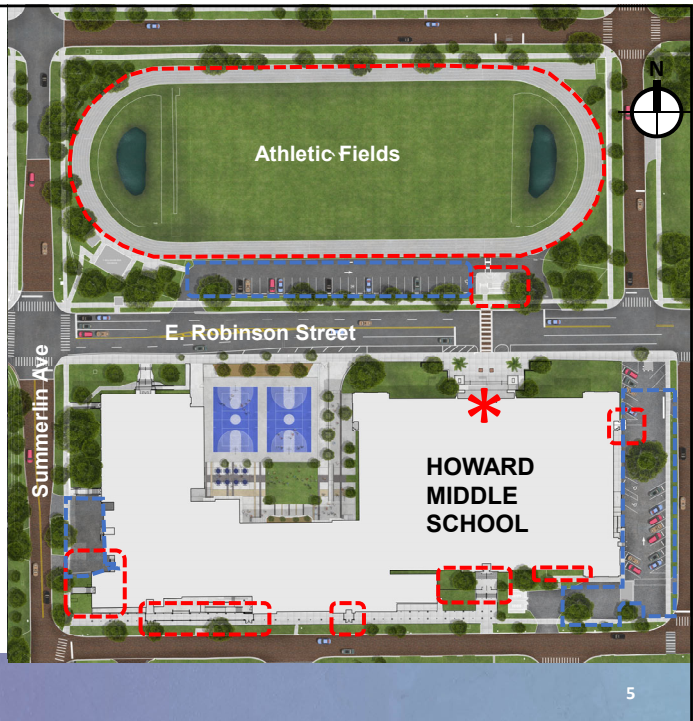 N
Athletic Fields
E. Robinson Street
Summerlin Ave
*
HOWARD
MIDDLE
SCHOOL
5